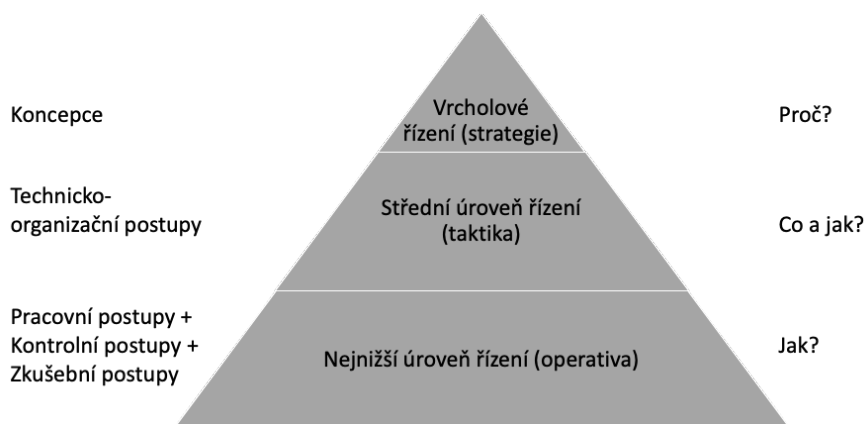 Koncepce
Vrcholové
řízení (strategie)
Proč?
Technicko-
organizační postupy
Střední úroveň řízení
(taktika)
Co a jak?
Pracovní postupy +
Kontrolní postupy +
Zkušební postupy
Nejnižší úroveň řízení (operativa)
Jak?